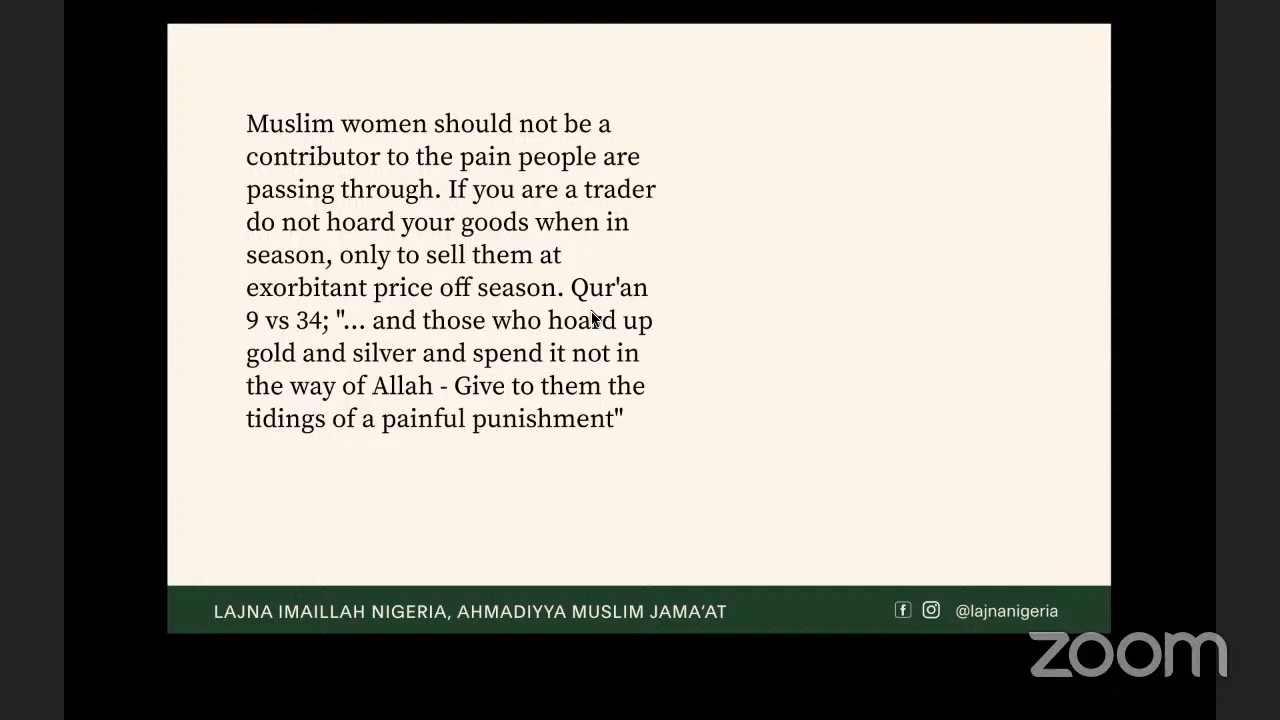 Muslim women should not be a
contributor to the pain people are
passing through. If you are a trader
do not hoard your goods when in
season, only to sell them at
exorbitant price off season. Qur'an
9 vs 34; "... and those who hoard up
gold and silver and spend it not in
the way of Allah - Give to them the
tidings of a painful punishment"
LAJNA IMAILLAH NIGERIA, AHMADIYYA MUSLIM JAMA'AT
@lajnanigeria
zoom